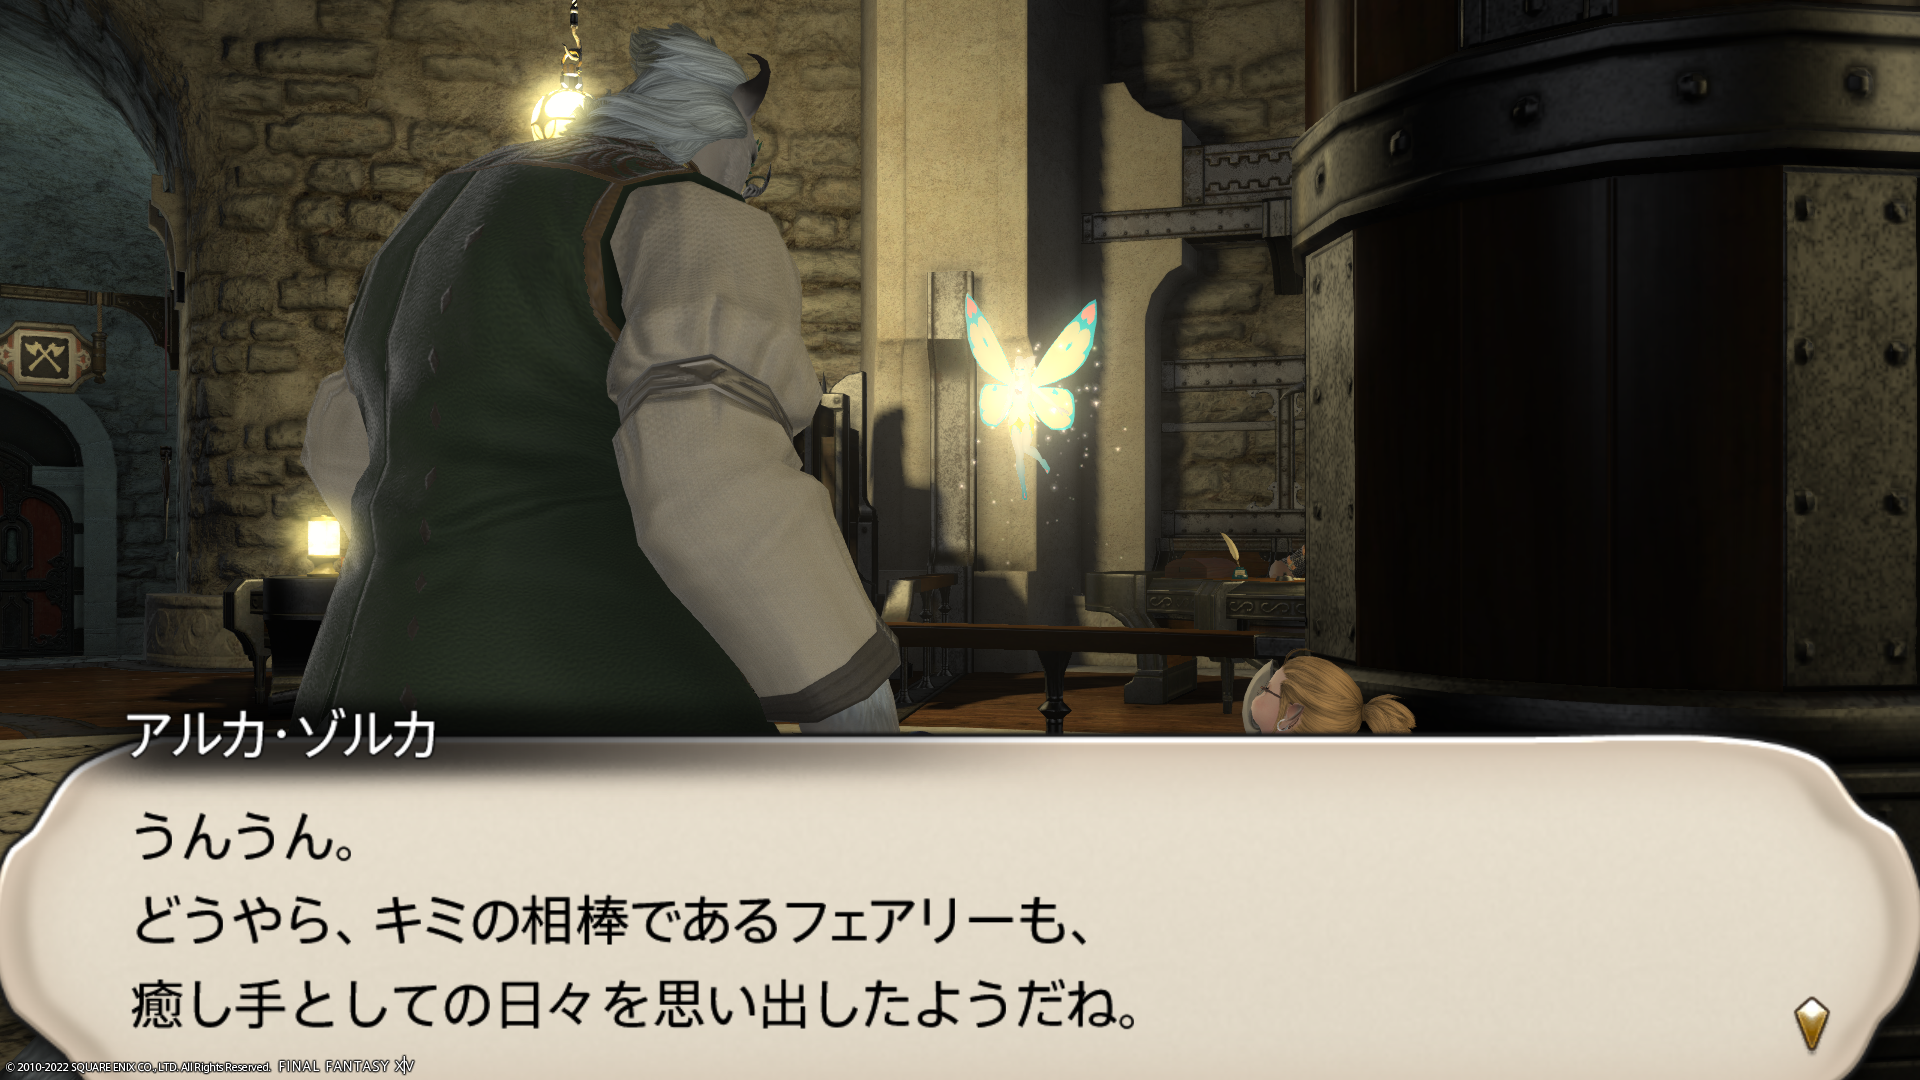 アルカ・ゾルカ
うんうん。
どうやら、キミの相棒であるフェアリーも、
癒し手としての日々を思い出したようだね。
© 2010-2022 SQUARE ENIX CO., LTD. All Rights Reserved. FINAL FANTASY XIV